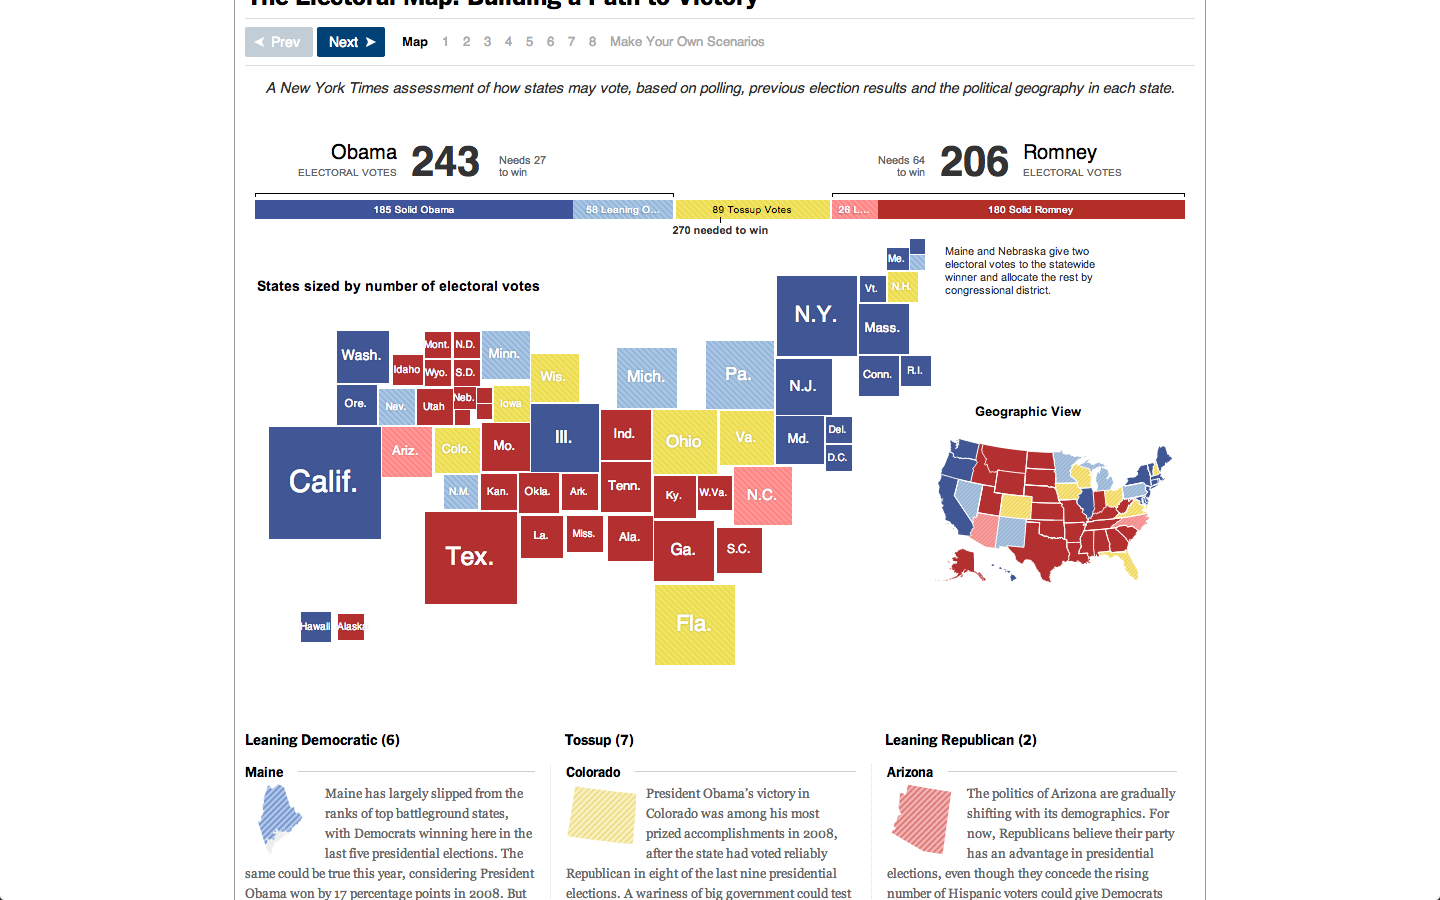 The Electoral Map: Building a Path to Victory
Prev
Next
Map 1 2 3 4 5 6 7 8 Make Your Own Scenarios
A New York Times assessment of how states may vote, based on polling, previous election results and the political geography in each state.
Obama
ELECTORAL VOTES
243
Needs 27
to win
Needs 64
to win
206
Romney
ELECTORAL VOTES
185 Solid Obama
58 Leaning O...
89 Tossup Votes
26 L...
180 Solid Romney
270 needed to win
States sized by number of electoral votes
Maine and Nebraska give two
electoral votes to the statewide
winner and allocate the rest by
congressional district.
Me.
Vt.
N.H.
N.Y.
Mass.
Wash.
Mont.
N.D.
Minn.
Idaho
Wyo.
S.D.
Wis.
Mich.
Pa.
N.J.
Conn.
R.I.
Ore.
Nev.
Utah
Neb.
Iowa
Ill.
Ind.
Ohio
Va.
Md.
Del.
D.C.
Calif.
Ariz.
Colo.
Mo.
N.M.
Kan.
Okla.
Ark.
Tenn.
Ky.
W.Va.
N.C.
Tex.
La.
Miss.
Ala.
Ga.
S.C.
Fla.
Hawaii
Alaska
Geographic View
Leaning Democratic (6)
Maine
Maine has largely slipped from the
ranks of top battleground states,
with Democrats winning here in the
last five presidential elections. The
same could be true this year, considering President
Obama won by 17 percentage points in 2008. But
Tossup (7)
Colorado
President Obama's victory in
Colorado was among his most
prized accomplishments in 2008,
after the state had voted reliably
Republican in eight of the last nine presidential
elections. A wariness of big government could test
Leaning Republican (2)
Arizona
The politics of Arizona are gradually
shifting with its demographics. For
now, Republicans believe their party
has an advantage in presidential
elections, even though they concede the rising
number of Hispanic voters could give Democrats